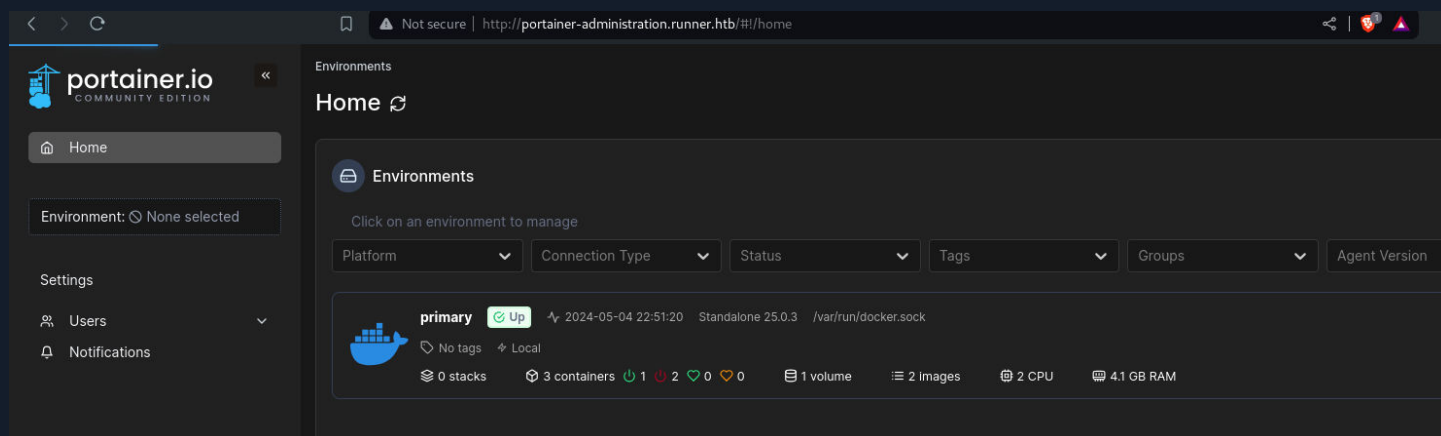 Not secure | http://portainer-administration.runner.htb/#!/home 1
portainer.io
COMMUNITY EDITION
«
Home
Environment: None selected
Settings
Users
Notifications
Environments
Home
Environments
Click on an environment to manage
Platform Connection Type Status Tags Groups Agent Version
primary Up 2024-05-04 22:51:20 Standalone 25.0.3 /var/run/docker.sock
No tags Local
0 stacks 3 containers 1 2 0 0 1 volume 2 images 2 CPU 4.1 GB RAM